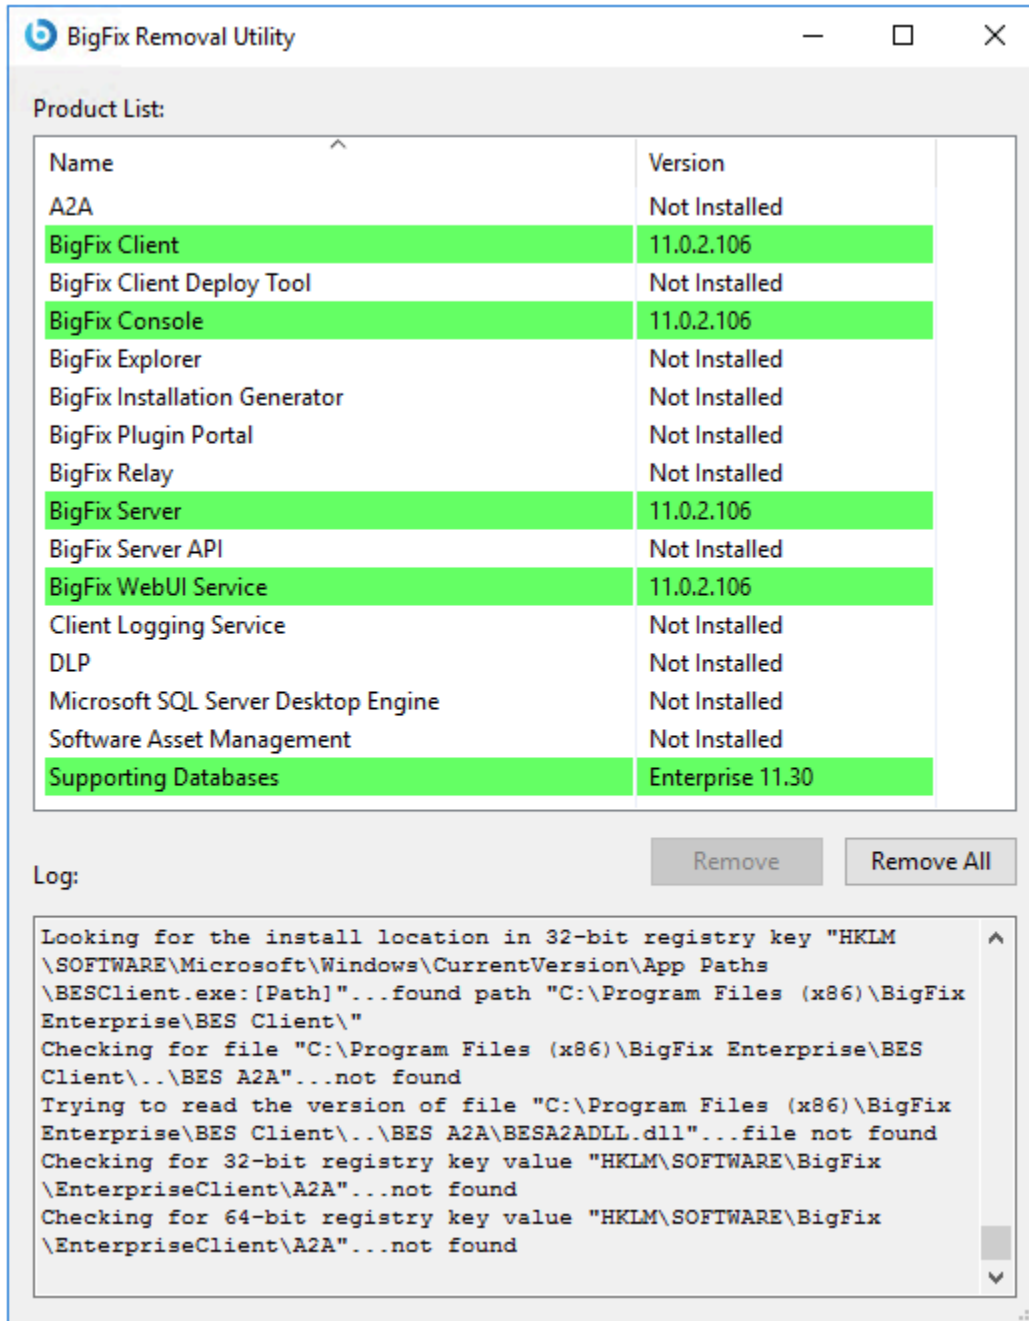 BigFix Removal Utility
Product List:
Name Version
A2A Not Installed
BigFix Client 11.0.2.106
BigFix Client Deploy Tool Not Installed
BigFix Console 11.0.2.106
BigFix Explorer Not Installed
BigFix Installation Generator Not Installed
BigFix Plugin Portal Not Installed
BigFix Relay Not Installed
BigFix Server 11.0.2.106
BigFix Server API Not Installed
BigFix WebUI Service 11.0.2.106
Client Logging Service Not Installed
DLP Not Installed
Microsoft SQL Server Desktop Engine Not Installed
Software Asset Management Not Installed
Supporting Databases Enterprise 11.30
Remove Remove All
Log:
Looking for the install location in 32-bit registry key "HKLM
\SOFTWARE\Microsoft\Windows\CurrentVersion\App Paths
\BESClient.exe:[Path]"...found path "C:\Program Files (x86)\BigFix
Enterprise\BES Client\"
Checking for file "C:\Program Files (x86)\BigFix Enterprise\BES
Client\..\BES A2A"...not found
Trying to read the version of file "C:\Program Files (x86)\BigFix
Enterprise\BES Client\..\BES A2A\BESA2ADLL.dll"...file not found
Checking for 32-bit registry key value "HKLM\SOFTWARE\BigFix
\EnterpriseClient\A2A"...not found
Checking for 64-bit registry key value "HKLM\SOFTWARE\BigFix
\EnterpriseClient\A2A"...not found